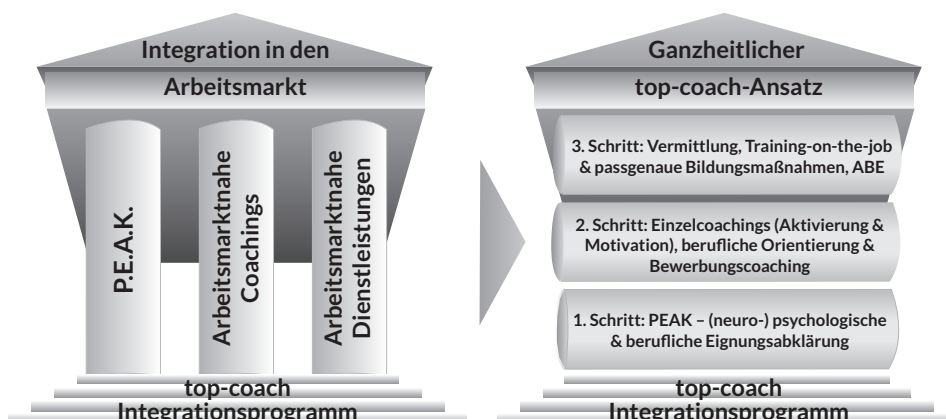 Integration in den
Arbeitsmarkt
P.E.A.K.
Arbeitsmarktnahe
Coachings
Arbeitsmarktnahe
Dienstleistungen
top-coach
Integrationsprogramm
Ganzheitlicher
top-coach-Ansatz
3. Schritt: Vermittlung, Training-on-the-job
& passgenaue Bildungsmaßnahmen, ABE
2. Schritt: Einzelcoachings (Aktivierung &
Motivation), berufliche Orientierung &
Bewerbungscoaching
1. Schritt: PEAK – (neuro-) psychologische
& berufliche Eignungsabklärung
top-coach
Integrationsprogramm